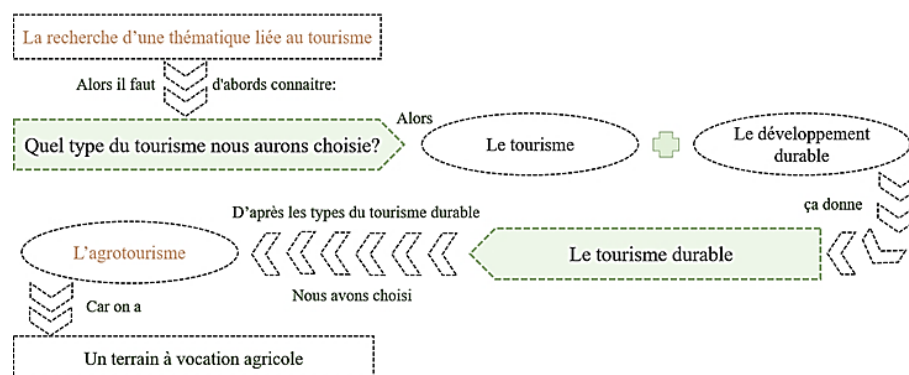 La recherche d'une thématique liée au tourisme
Alors il faut
d'abords connaitre:
Quel type du tourisme nous aurons choisie?
Alors
Le tourisme
Le développement
durable
ça donne
D'après les types du tourisme durable
L'agrotourisme
Le tourisme durable
Nous avons choisi
Car on a
Un terrain à vocation agricole